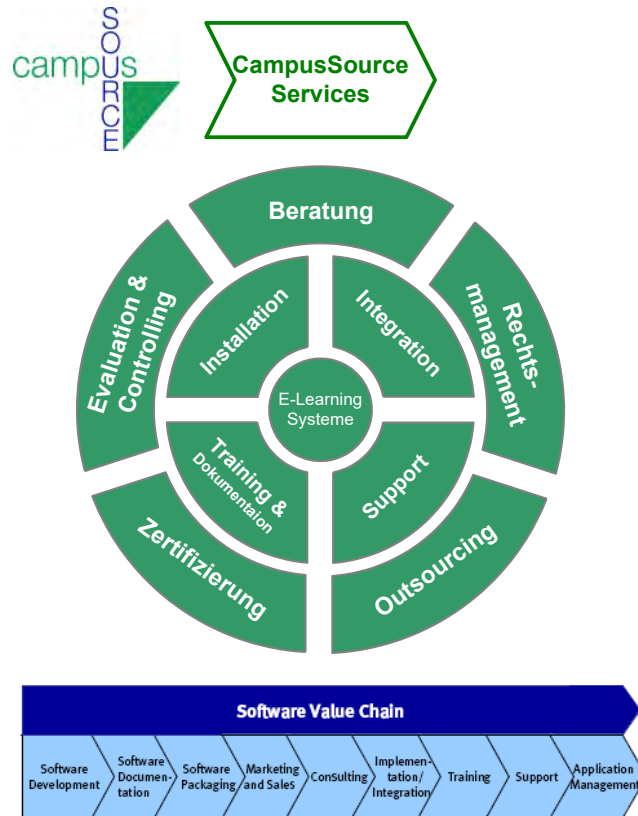 campus
SOURCE
CampusSource
Services
Beratung
Evaluation &
Controlling
Rechts-
management
Installation
Integration
E-Learning
Systeme
Training &
Dokumentaion
Support
Zertifizierung
Outsourcing
Software Value Chain
Software
Development
Software
Documen-
tation
Software
Packaging
Marketing
and Sales
Consulting
Implemen-
tation/
Integration
Training
Support
Application
Management